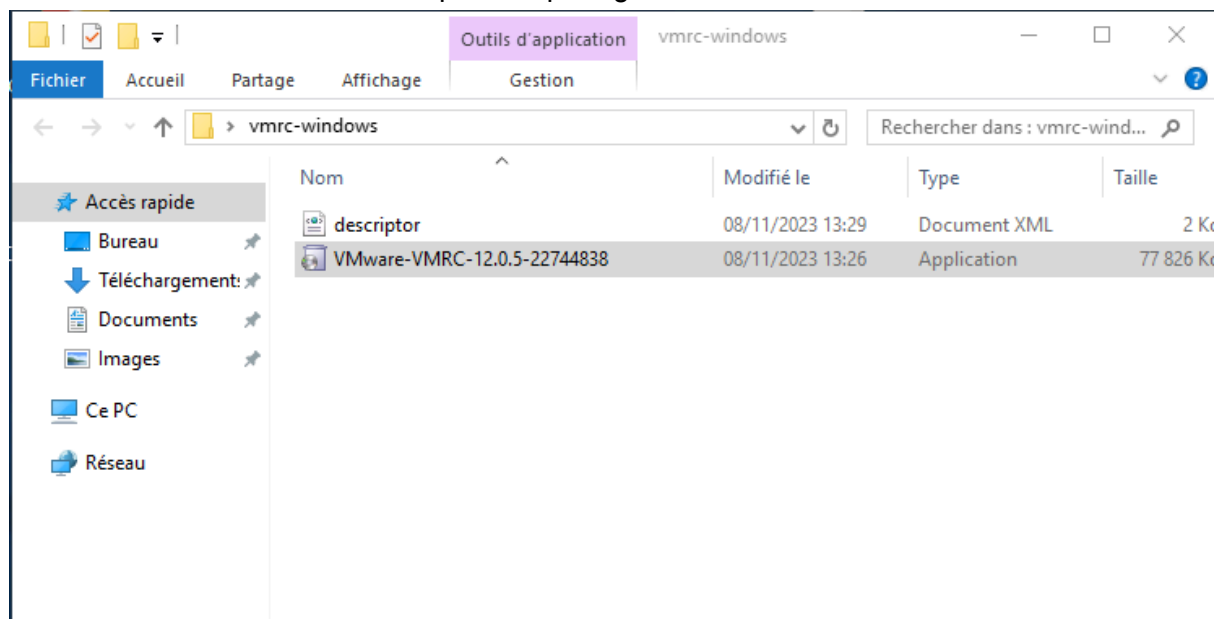 Outils d'application vmrc-windows
Fichier Accueil Partage Affichage Gestion
vmrc-windows Rechercher dans : vmrc-wind...
Nom Modifié le Type Taille
Accès rapide
descriptor 08/11/2023 13:29 Document XML 2 Ko
Bureau
VMware-VMRC-12.0.5-22744838 08/11/2023 13:26 Application 77 826 Ko
Téléchargements
Documents
Images
Ce PC
Réseau